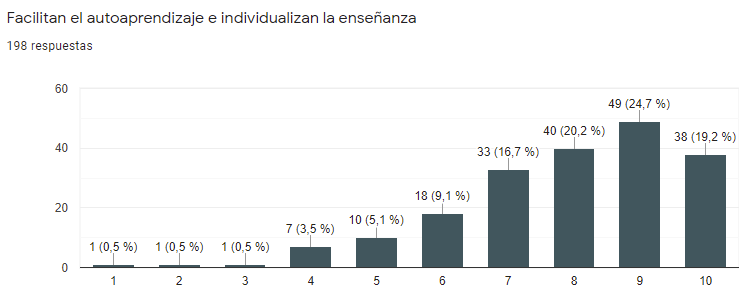 Facilitan el autoaprendizaje e individualizan la enseñanza
198 respuestas
60
40
20
0
1 (0,5 %)
1 (0,5 %)
1 (0,5 %)
7 (3,5 %)
10 (5,1 %)
18 (9,1 %)
33 (16,7 %)
40 (20,2 %)
49 (24,7 %)
38 (19,2 %)
1 2 3 4 5 6 7 8 9 10